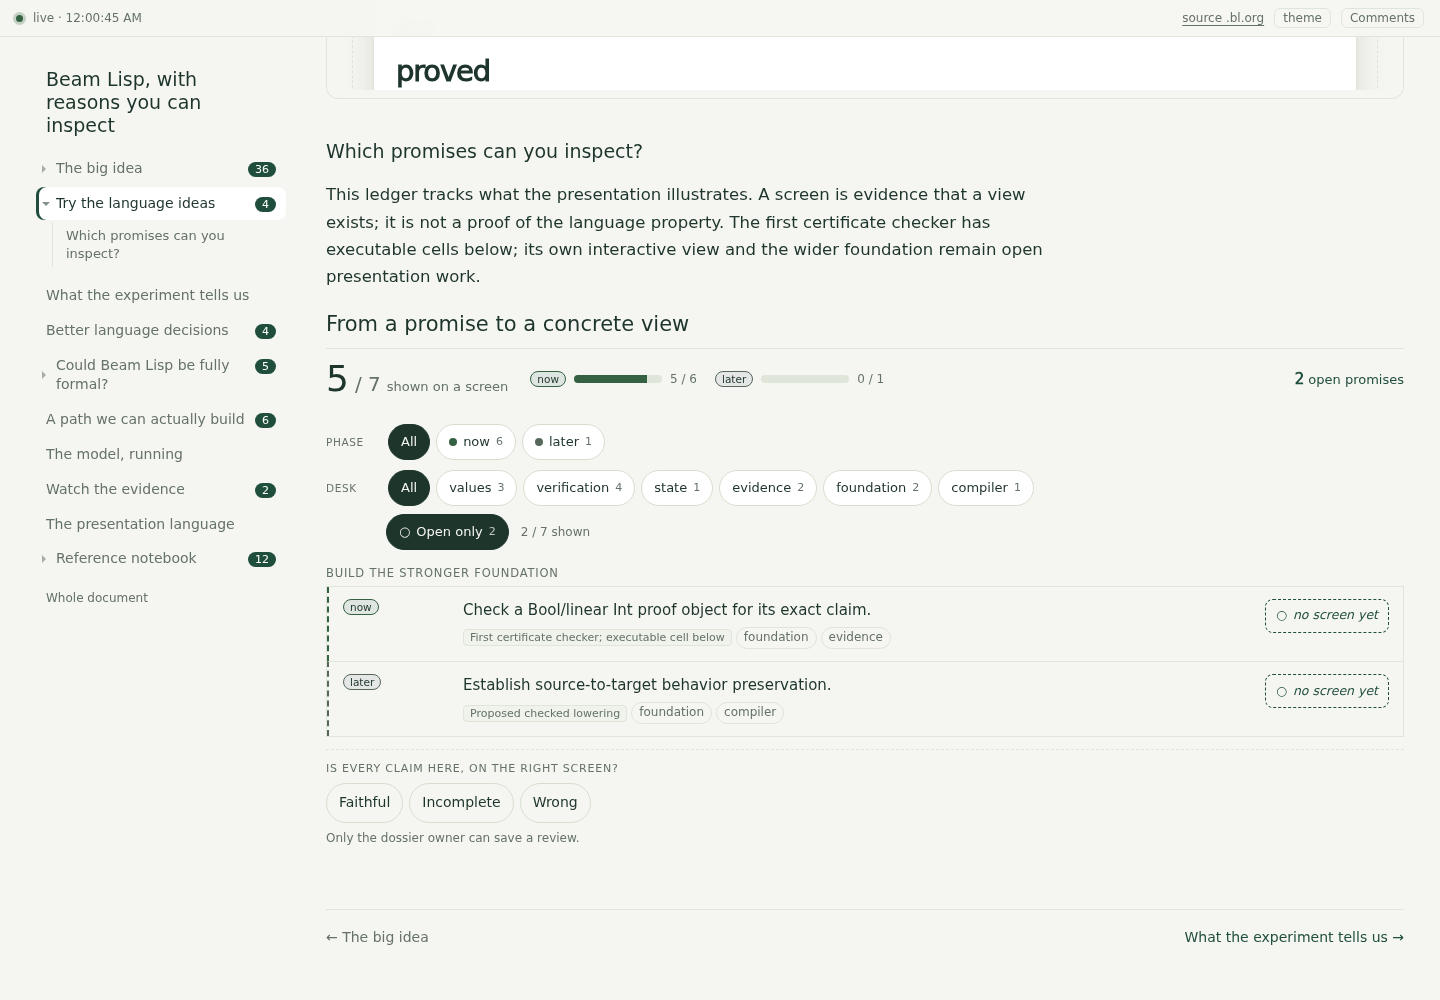 live · 12:00:45 AM
source .bl.org
theme
Comments
Beam Lisp, with
reasons you can
inspect
The big idea 36
Try the language ideas 4
Which promises can you
inspect?
What the experiment tells us
Better language decisions 4
Could Beam Lisp be fully 5
formal?
A path we can actually build 6
The model, running
Watch the evidence 2
The presentation language
Reference notebook 12
Whole document
proved
Which promises can you inspect?
This ledger tracks what the presentation illustrates. A screen is evidence that a view
exists; it is not a proof of the language property. The first certificate checker has
executable cells below; its own interactive view and the wider foundation remain open
presentation work.
From a promise to a concrete view
5 / 7 shown on a screen now 5 / 6 later 0 / 1 2 open promises
PHASE All now 6 later 1
DESK All values 3 verification 4 state 1 evidence 2 foundation 2 compiler 1
○ Open only 2 2 / 7 shown
BUILD THE STRONGER FOUNDATION
now Check a Bool/linear Int proof object for its exact claim. ○ no screen yet
First certificate checker; executable cell below foundation evidence
later Establish source-to-target behavior preservation. ○ no screen yet
Proposed checked lowering foundation compiler
IS EVERY CLAIM HERE, ON THE RIGHT SCREEN?
Faithful Incomplete Wrong
Only the dossier owner can save a review.
← The big idea What the experiment tells us →